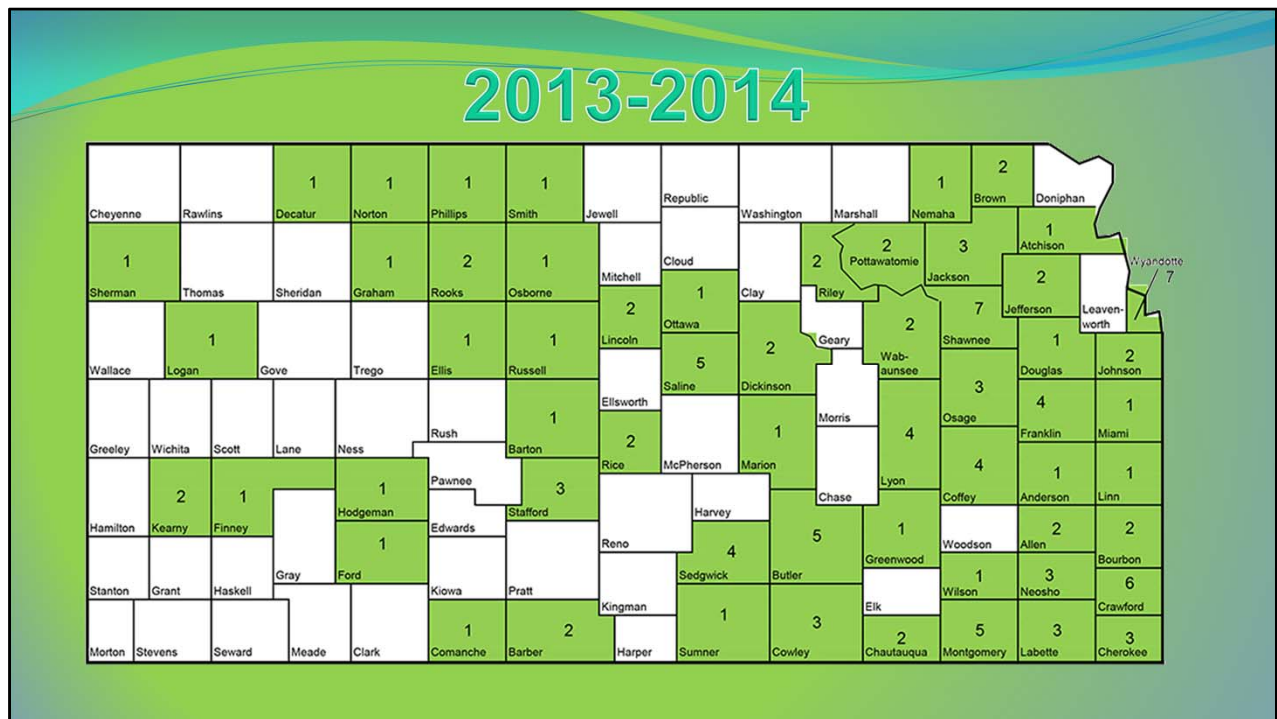 2013-2014
1
1
1
1
1
2
Cheyenne
Rawlins
Decatur
Norton
Phillips
Smith
Jewell
Republic
Washington
Marshall
Nemaha
Brown
Doniphan
1
1
2
1
2
2
3
1
Sherman
Thomas
Sheridan
Graham
Rooks
Osborne
Mitchell
Cloud
Clay
Riley
Pottawatomie
Jackson
Atchison
Wyandotte
7
1
1
1
2
1
5
2
2
7
2
1
2
Wallace
Logan
Gove
Trego
Ellis
Russell
Lincoln
Ottawa
Saline
Dickinson
Geary
Wab-
aunsee
Shawnee
Jefferson
Leaven-
worth
Douglas
Johnson
1
2
1
4
3
4
1
Greeley
Wichita
Scott
Lane
Ness
Rush
Barton
Ellsworth
Rice
McPherson
Marion
Morris
Lyon
Osage
Franklin
Miami
2
1
1
3
4
1
1
Hamilton
Kearny
Finney
Hodgeman
Pawnee
Edwards
Stafford
Reno
Harvey
Chase
Coffey
Anderson
Linn
1
4
5
1
2
2
Stanton
Grant
Haskell
Gray
Ford
Kiowa
Pratt
Kingman
Sedgwick
Butler
Greenwood
Woodson
Allen
Bourbon
1
3
6
Wilson
Neosho
Crawford
1
2
1
3
2
5
3
3
Morton
Stevens
Seward
Meade
Clark
Comanche
Barber
Harper
Sumner
Cowley
Elk
Chautauqua
Montgomery
Labette
Cherokee